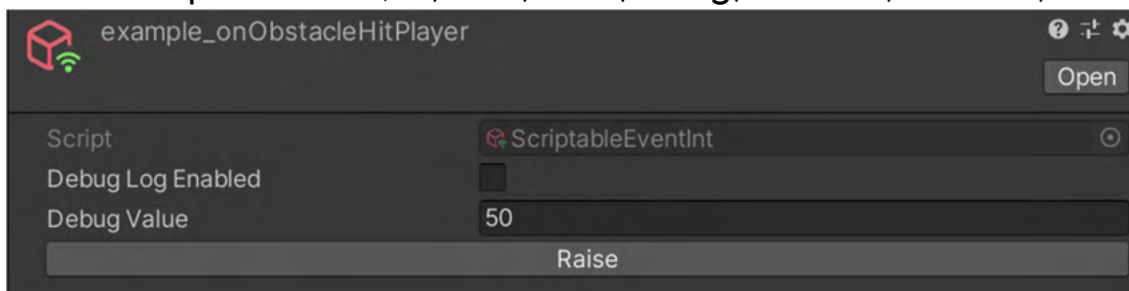 example_onObstacleHitPlayer
Open
Script ScriptableEventInt
Debug Log Enabled
Debug Value 50
Raise